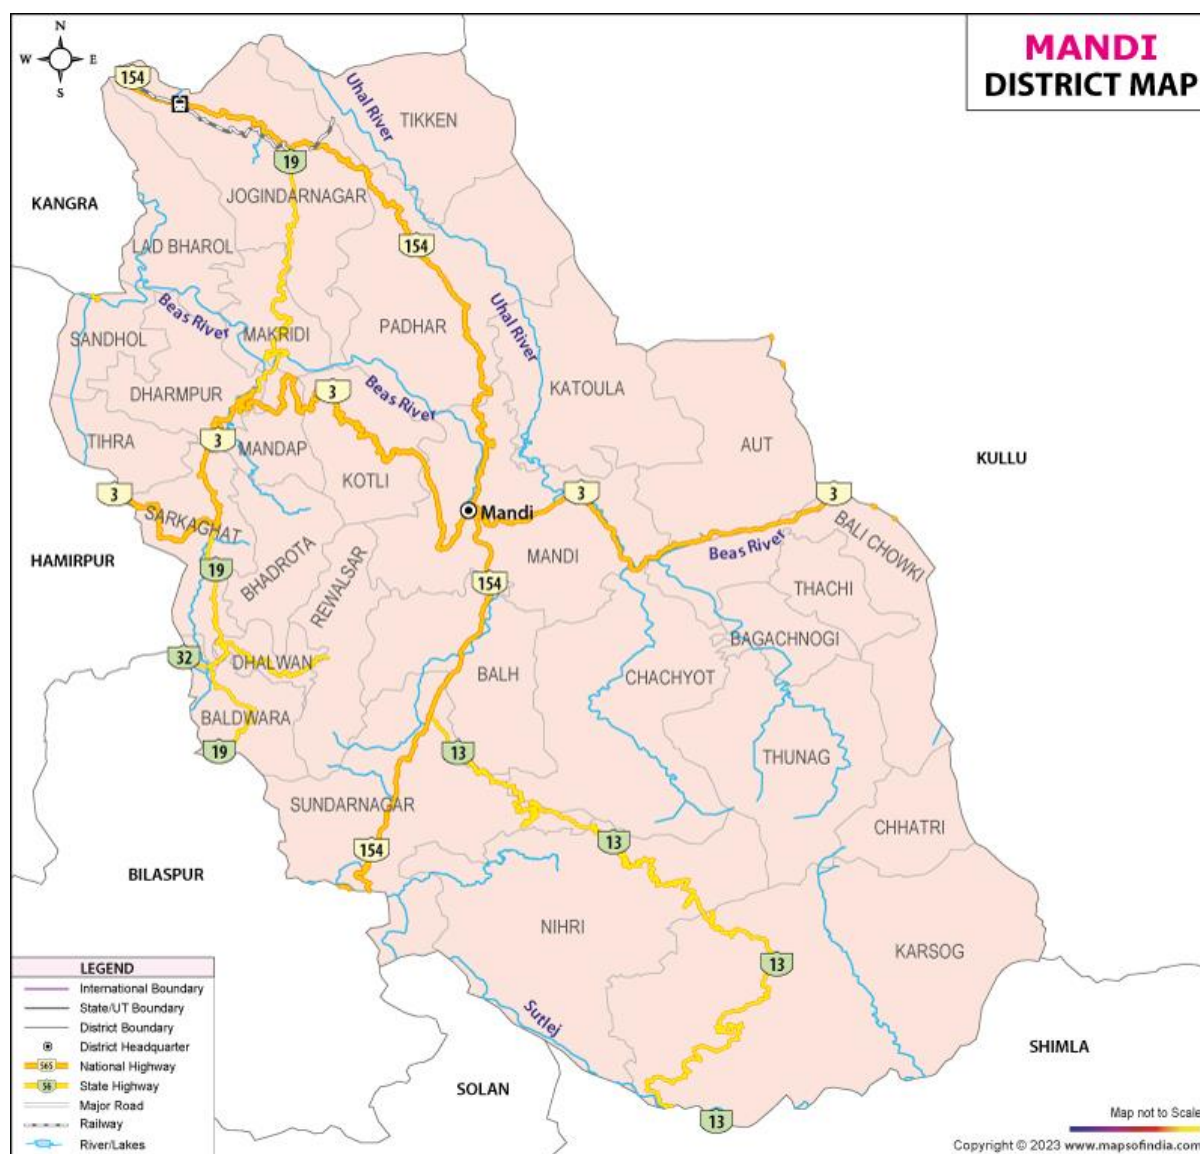 N
W E
S
MANDI
DISTRICT MAP
154
Uhal River
TIKKEN
19
JOGINDARNAGAR
KANGRA
LAD BHAROL
154
Beas River
Uhal River
SANDHOL
MAKRIDI
PADHAR
DHARMPUR
3
Beas River
KATOULA
TIHRA
3
MANDAP
AUT
KULLU
KOTLI
3
SARKAGHAT
Mandi
3
3
BALI CHOWKI
HAMIRPUR
19
BHADROTA
REWALSAR
MANDI
Beas River
154
THACHI
32
DHALWAN
BALH
CHACHYOT
BAGACHNOGI
BALDWARA
19
13
THUNAG
SUNDARNAGAR
154
13
CHHATRI
BILASPUR
NIHRI
13
KARSOG
Sutlej
SHIMLA
SOLAN
13
LEGEND
International Boundary
State/UT Boundary
District Boundary
District Headquarter
565 National Highway
56 State Highway
Major Road
Railway
River/Lakes
Map not to Scale
Copyright © 2023 www.mapsofindia.com